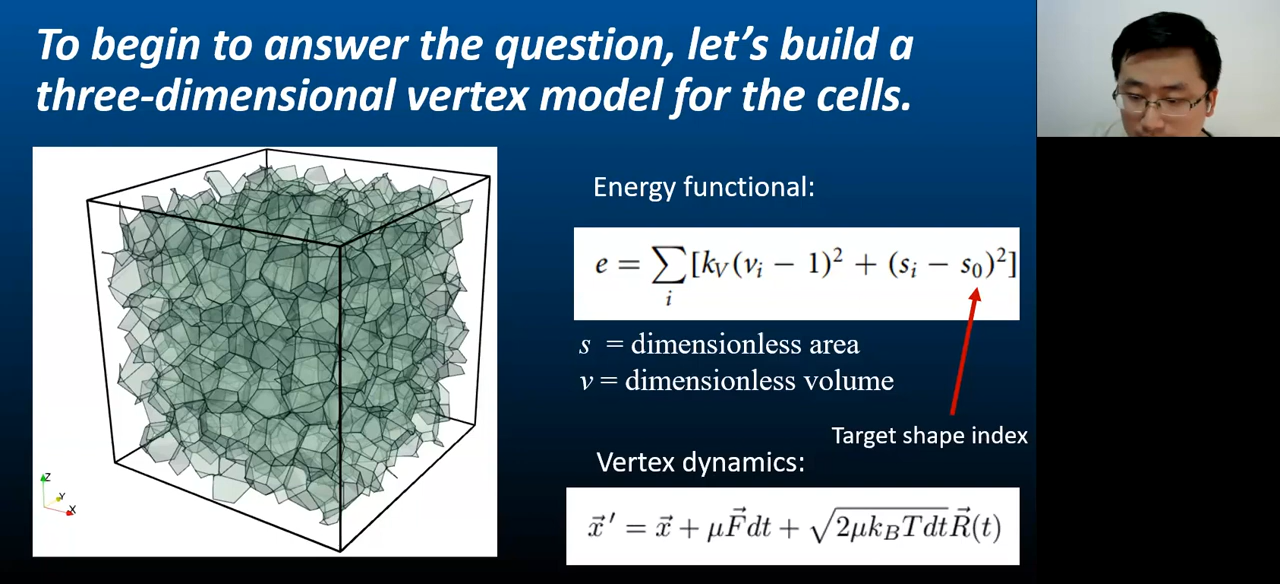 To begin to answer the question, let’s build a
three-dimensional vertex model for the cells.
Energy functional:
e = ∑_i [k_V(v_i − 1)² + (s_i − s_0)²]
s = dimensionless area
v = dimensionless volume
Target shape index
Vertex dynamics:
x⃗′ = x⃗ + μF⃗dt + √(2μk_BTdt)R⃗(t)
Z
Y
X